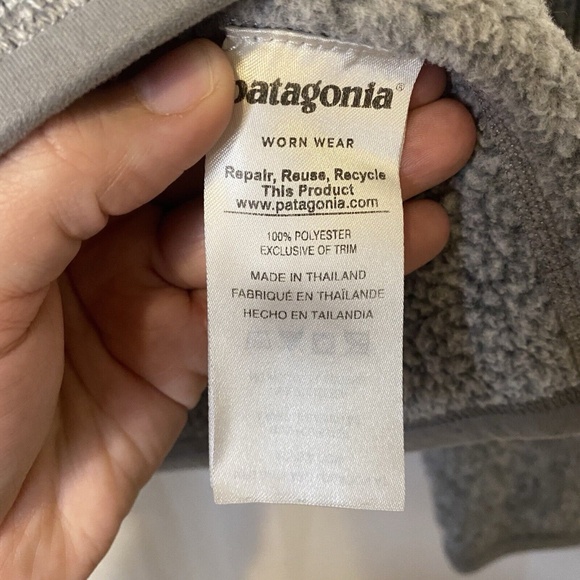 patagonia®
WORN WEAR
Repair, Reuse, Recycle
This Product
www.patagonia.com
100% POLYESTER
EXCLUSIVE OF TRIM
MADE IN THAILAND
FABRIQUÉ EN THAÏLANDE
HECHO EN TAILANDIA